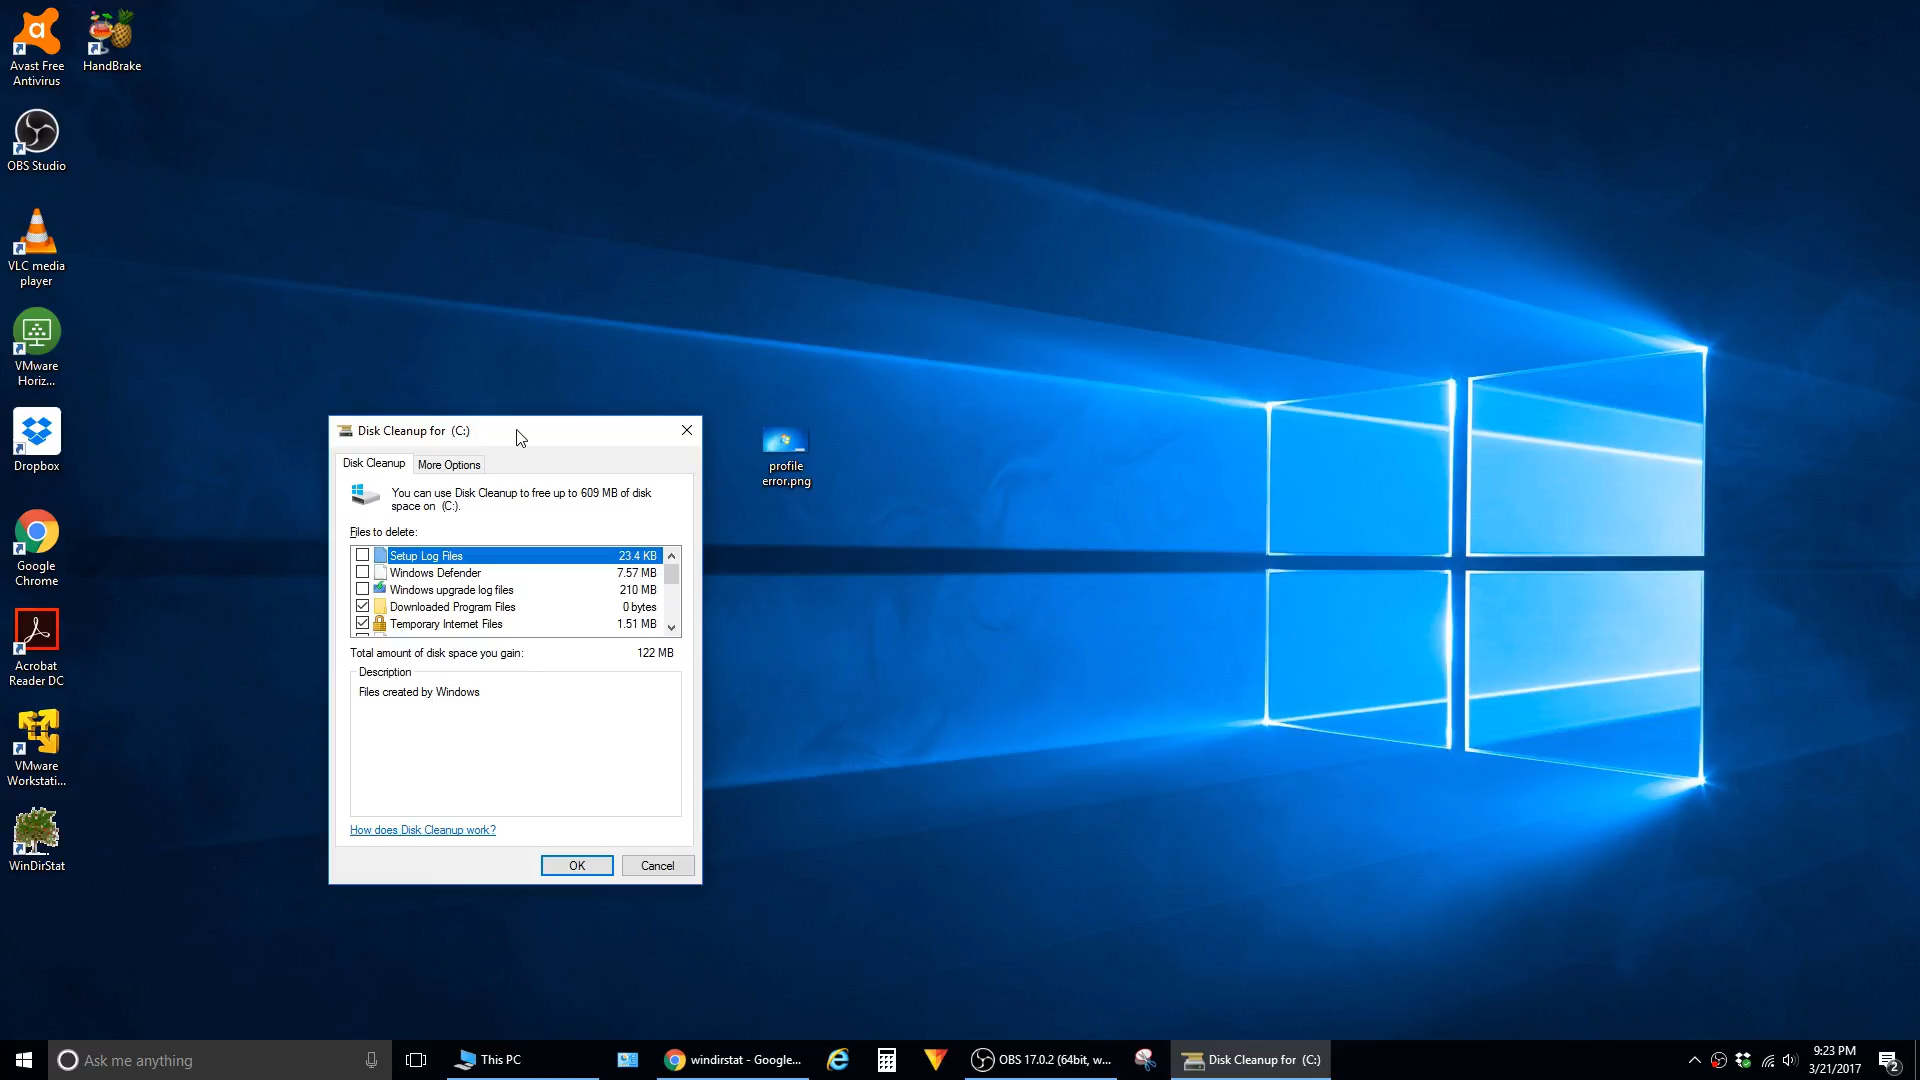 Avast Free
Antivirus
HandBrake
OBS Studio
VLC media
player
VMware
Horiz...
Dropbox
Google
Chrome
Acrobat
Reader DC
VMware
Workstati...
WinDirStat
profile
error.png
Disk Cleanup for (C:)
Disk Cleanup
More Options
You can use Disk Cleanup to free up to 609 MB of disk
space on (C:).
Files to delete:
Setup Log Files 23.4 KB
Windows Defender 7.57 MB
Windows upgrade log files 210 MB
Downloaded Program Files 0 bytes
Temporary Internet Files 1.51 MB
Total amount of disk space you gain: 122 MB
Description
Files created by Windows
How does Disk Cleanup work?
OK
Cancel
Ask me anything
This PC
windirstat - Google...
OBS 17.0.2 (64bit, w...
Disk Cleanup for (C:)
9:23 PM
3/21/2017
2